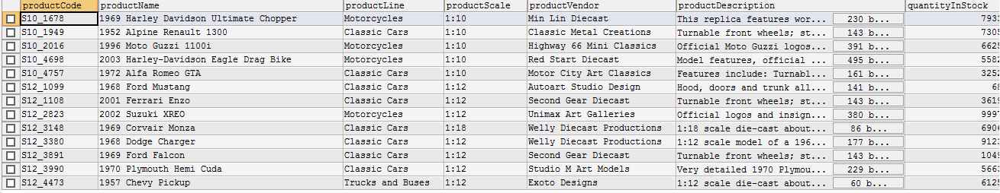 productCode productName productLine productScale productVendor productDescription quantityInStock
S10_1678 1969 Harley Davidson Ultimate Chopper Motorcycles 1:10 Min Lin Diecast This replica features wor... 230 b... 7933
S10_1949 1952 Alpine Renault 1300 Classic Cars 1:10 Classic Metal Creations Turnable front wheels; st... 143 b... 7305
S10_2016 1996 Moto Guzzi 1100i Motorcycles 1:10 Highway 66 Mini Classics Official Moto Guzzi logos... 391 b... 6625
S10_4698 2003 Harley-Davidson Eagle Drag Bike Motorcycles 1:10 Red Start Diecast Model features, official ... 495 b... 5582
S10_4757 1972 Alfa Romeo GTA Classic Cars 1:10 Motor City Art Classics Features include: Turnabl... 161 b... 3252
S12_1099 1968 Ford Mustang Classic Cars 1:12 Autoart Studio Design Hood, doors and trunk all... 141 b... 68
S12_1108 2001 Ferrari Enzo Classic Cars 1:12 Second Gear Diecast Turnable front wheels; st... 143 b... 3619
S12_2823 2002 Suzuki XREO Motorcycles 1:12 Unimax Art Galleries Official logos and insign... 380 b... 9997
S12_3148 1969 Corvair Monza Classic Cars 1:18 Welly Diecast Productions 1:18 scale die-cast about... 86 b... 6906
S12_3380 1968 Dodge Charger Classic Cars 1:12 Welly Diecast Productions 1:12 scale model of a 196... 177 b... 9123
S12_3891 1969 Ford Falcon Classic Cars 1:12 Second Gear Diecast Turnable front wheels; st... 143 b... 1049
S12_3990 1970 Plymouth Hemi Cuda Classic Cars 1:12 Studio M Art Models Very detailed 1970 Plymou... 229 b... 5663
S12_4473 1957 Chevy Pickup Trucks and Buses 1:12 Exoto Designs 1:12 scale die-cast about... 60 b... 6125